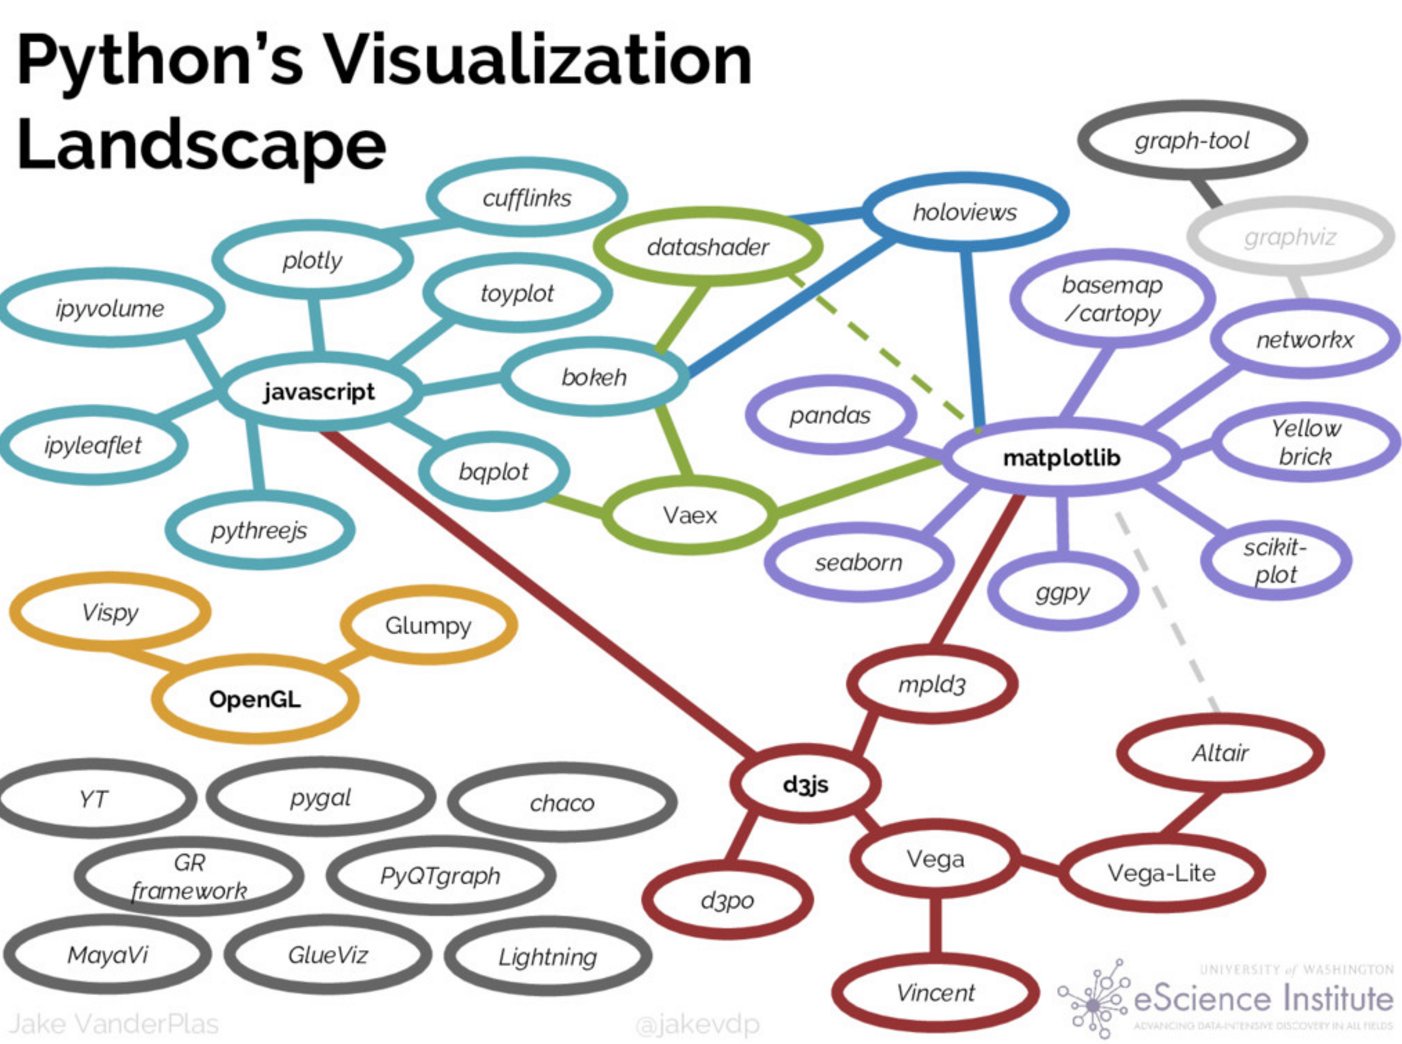 Python's Visualization
Landscape
graph-tool
cufflinks
holoviews
graphviz
datashader
plotly
basemap
/cartopy
toyplot
ipyvolume
networkx
bokeh
javascript
pandas
Yellow
brick
ipyleaflet
matplotlib
bqplot
Vaex
pythreejs
seaborn
scikit-
plot
ggpy
Vispy
Glumpy
OpenGL
mpld3
Altair
d3js
YT
pygal
chaco
Vega
Vega-Lite
GR
framework
PyQTgraph
d3po
MayaVi
GlueViz
Lightning
Vincent
UNIVERSITY of WASHINGTON
eScience Institute
ADVANCING DATA-INTENSIVE DISCOVERY IN ALL FIELDS
Jake VanderPlas
@jakevdp